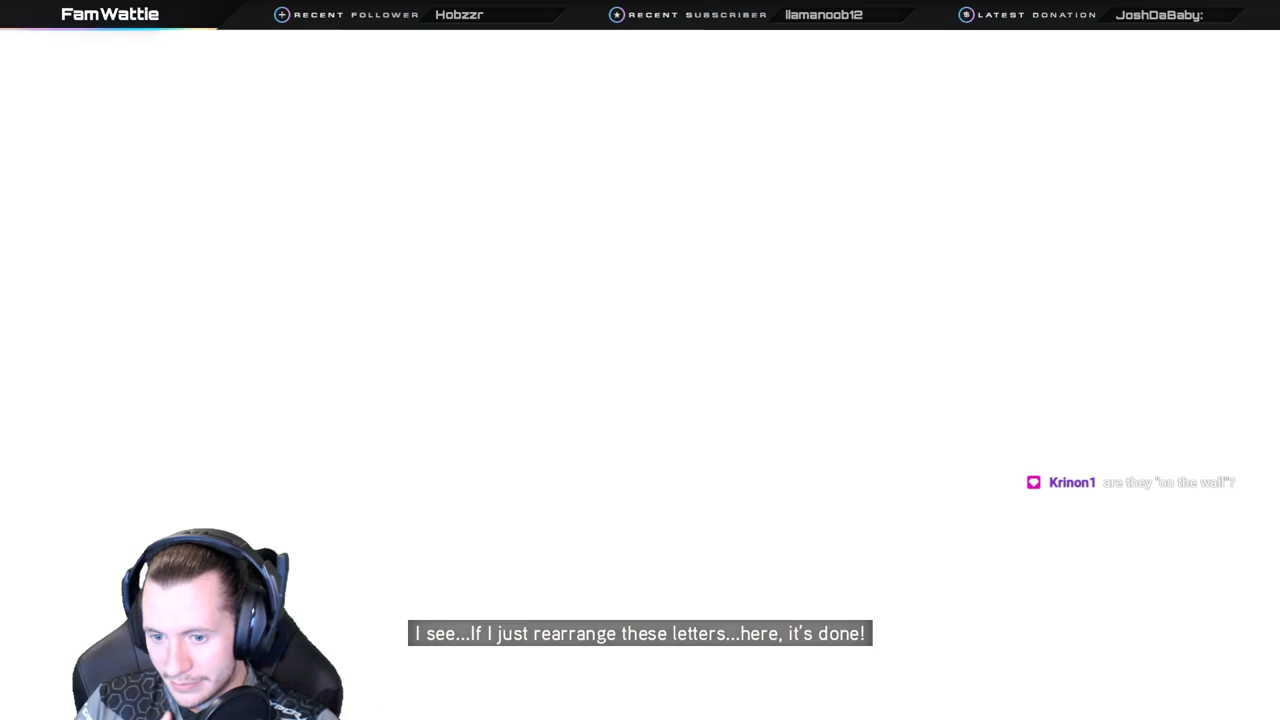 FamWattle
RECENT FOLLOWER Hobzzr
RECENT SUBSCRIBER llamanoob12
LATEST DONATION JoshDaBaby:
Krinon1 are they "on the wall"?
I see...If I just rearrange these letters...here, it's done!